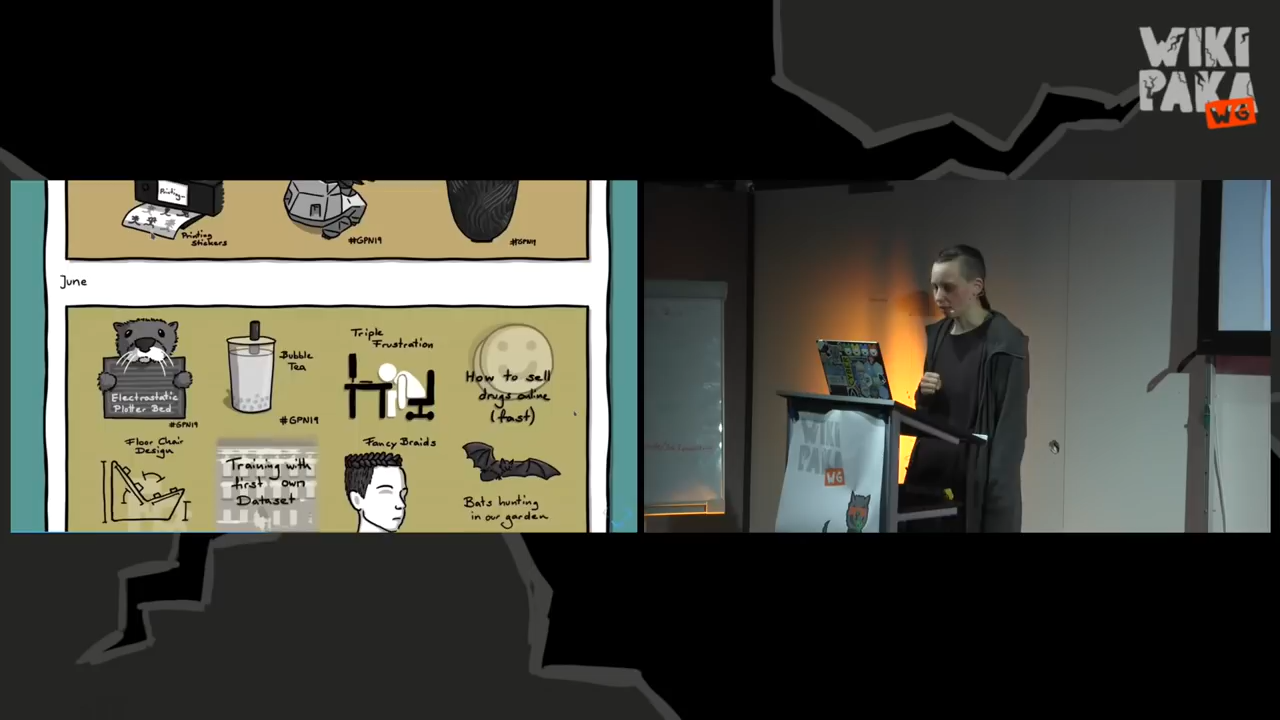 WIKI
PAKA
WG
Printing..
Printing
Stickers
#GPN19
#GPN19
June
Electrostatic
Plotter Bed
#GPN19
Bubble
Tea
#GPN19
Triple
Frustration
How to sell
drugs online
(fast)
Floor Chair
Design
Training with
first own
Dataset
Fancy Braids
Bats hunting
in our garden
WIKI
PAKA
WG